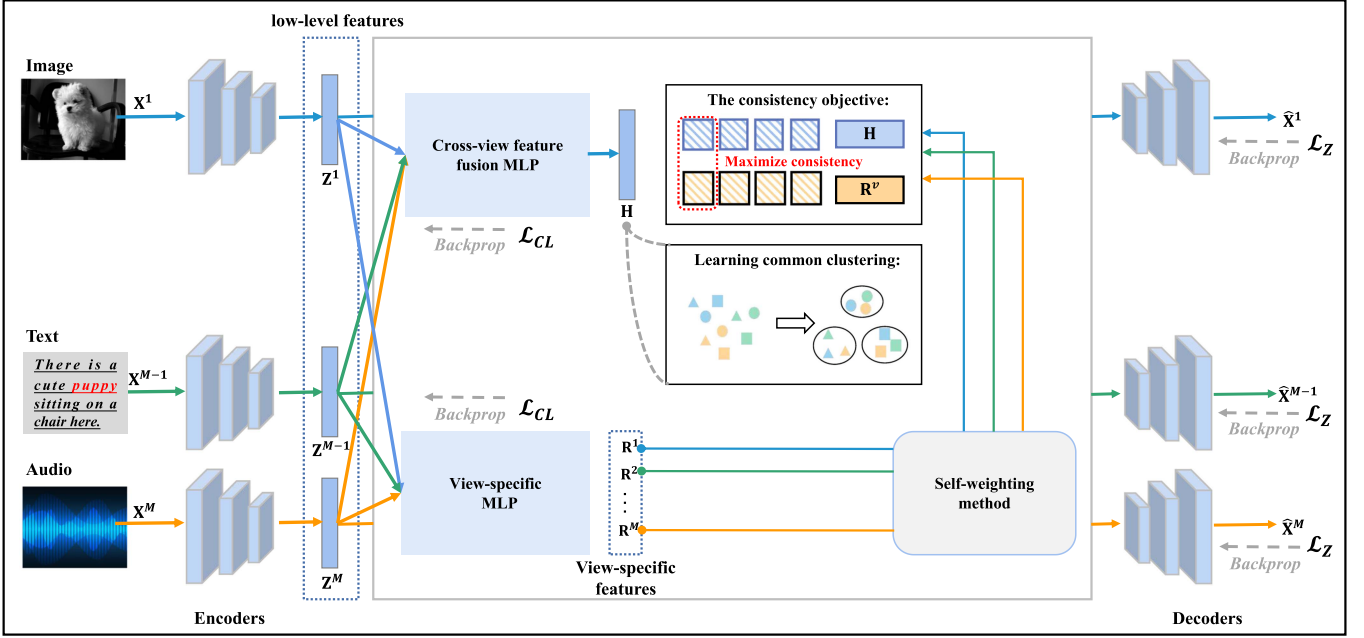 low-level features
Image
X¹
Z¹
Cross-view feature
fusion MLP
H
Backprop
ℒ_CL
The consistency objective:
H
Maximize consistency
Rᵛ
Learning common clustering:
X̂¹
Backprop
ℒ_Z
Text
There is a
cute puppy
sitting on a
chair here.
X^{M−1}
Z^{M−1}
Backprop
ℒ_CL
X̂^{M−1}
Backprop
ℒ_Z
Audio
X^M
Z^M
View-specific
MLP
R¹
R²
⋮
R^M
View-specific
features
Self-weighting
method
X̂^M
Backprop
ℒ_Z
Encoders
Decoders